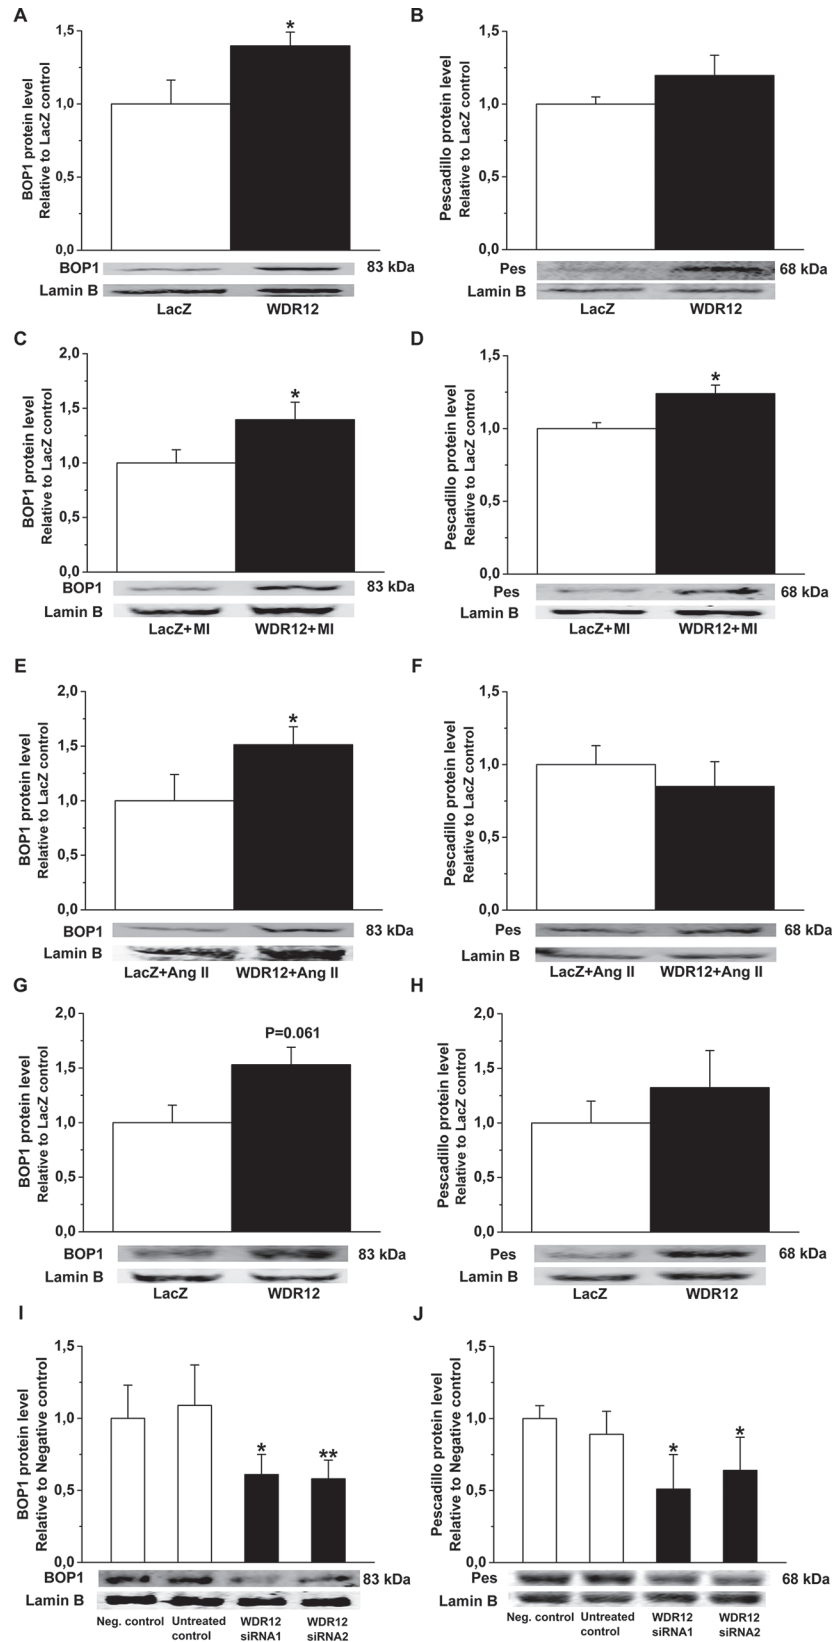 A
BOP1 protein level
Relative to LacZ control
1,5
1,0
0,5
0,0
*
BOP1
83 kDa
Lamin B
LacZ
WDR12
B
Pescadillo protein level
Relative to LacZ control
1,5
1,0
0,5
0,0
Pes
68 kDa
Lamin B
LacZ
WDR12
C
BOP1 protein level
Relative to LacZ control
2,0
1,5
1,0
0,5
0,0
*
BOP1
83 kDa
Lamin B
LacZ+MI
WDR12+MI
D
Pescadillo protein level
Relative to LacZ control
1,5
1,0
0,5
0,0
*
Pes
68 kDa
Lamin B
LacZ+MI
WDR12+MI
E
BOP1 protein level
Relative to LacZ control
2,0
1,5
1,0
0,5
0,0
*
BOP1
83 kDa
Lamin B
LacZ+Ang II
WDR12+Ang II
F
Pescadillo protein level
Relative to LacZ control
1,5
1,0
0,5
0,0
Pes
68 kDa
Lamin B
LacZ+Ang II
WDR12+Ang II
G
BOP1 protein level
Relative to LacZ control
2,0
1,5
1,0
0,5
0,0
P=0.061
BOP1
83 kDa
Lamin B
LacZ
WDR12
H
Pescadillo protein level
Relative to LacZ control
2,0
1,5
1,0
0,5
0,0
Pes
68 kDa
Lamin B
LacZ
WDR12
I
BOP1 protein level
Relative to Negative control
1,5
1,0
0,5
0,0
*
**
BOP1
83 kDa
Lamin B
Neg. control
Untreated
control
WDR12
siRNA1
WDR12
siRNA2
J
Pescadillo protein level
Relative to Negative control
1,5
1,0
0,5
0,0
*
*
Pes
68 kDa
Lamin B
Neg. control
Untreated
control
WDR12
siRNA1
WDR12
siRNA2